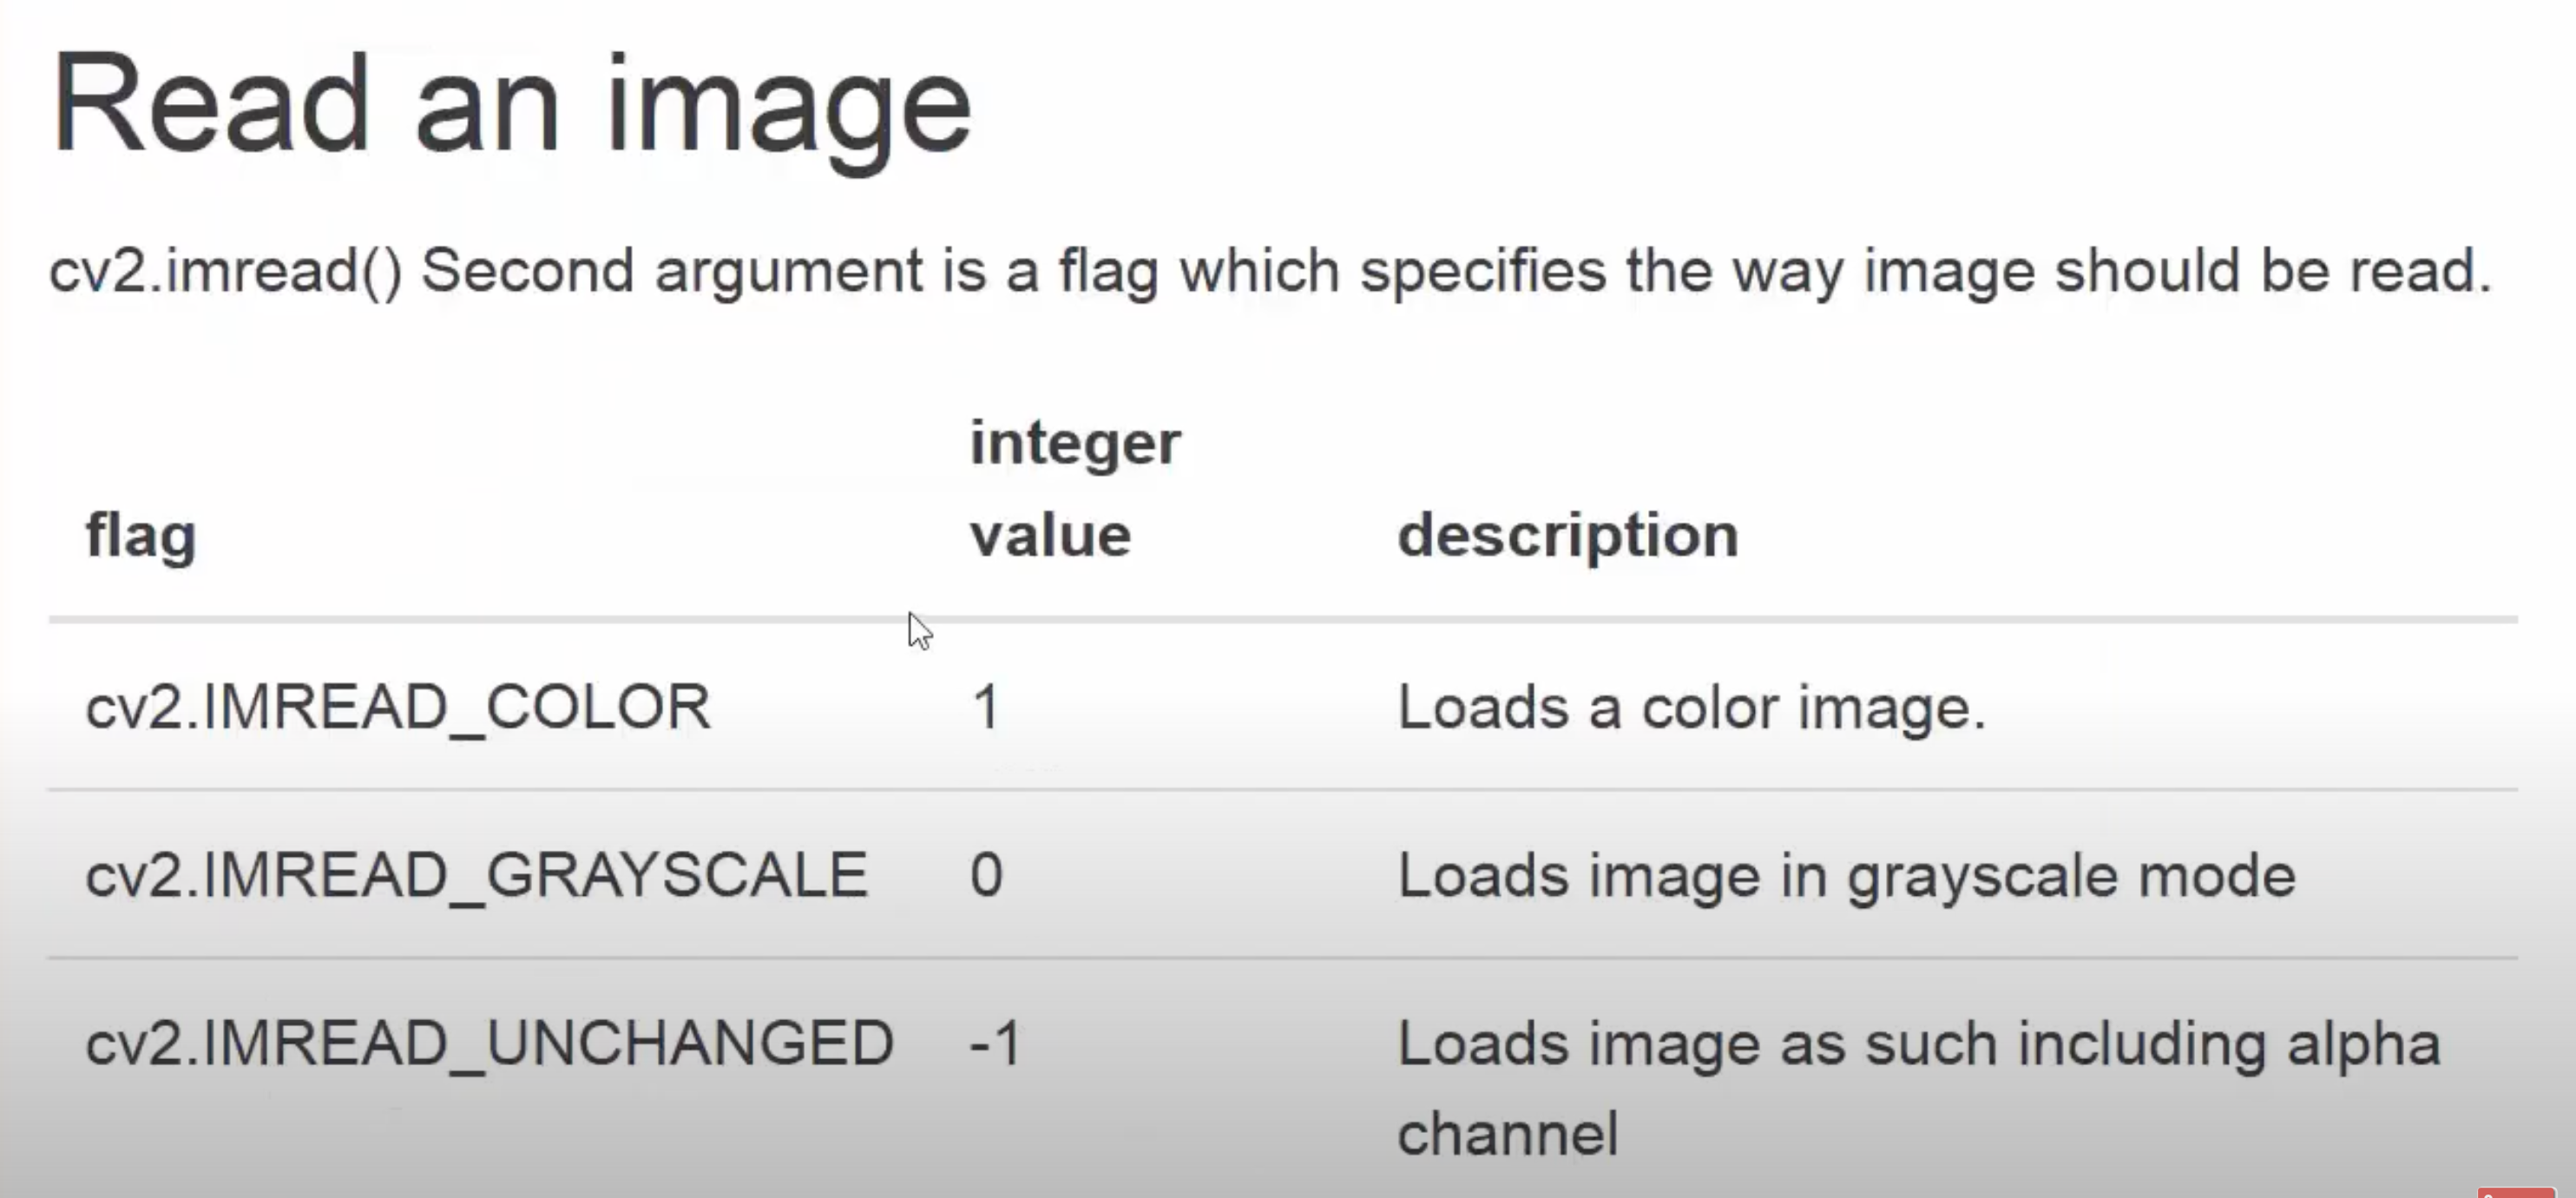 Read an image
cv2.imread() Second argument is a flag which specifies the way image should be read.
integer
flag value description
cv2.IMREAD_COLOR 1 Loads a color image.
cv2.IMREAD_GRAYSCALE 0 Loads image in grayscale mode
cv2.IMREAD_UNCHANGED -1 Loads image as such including alpha
channel